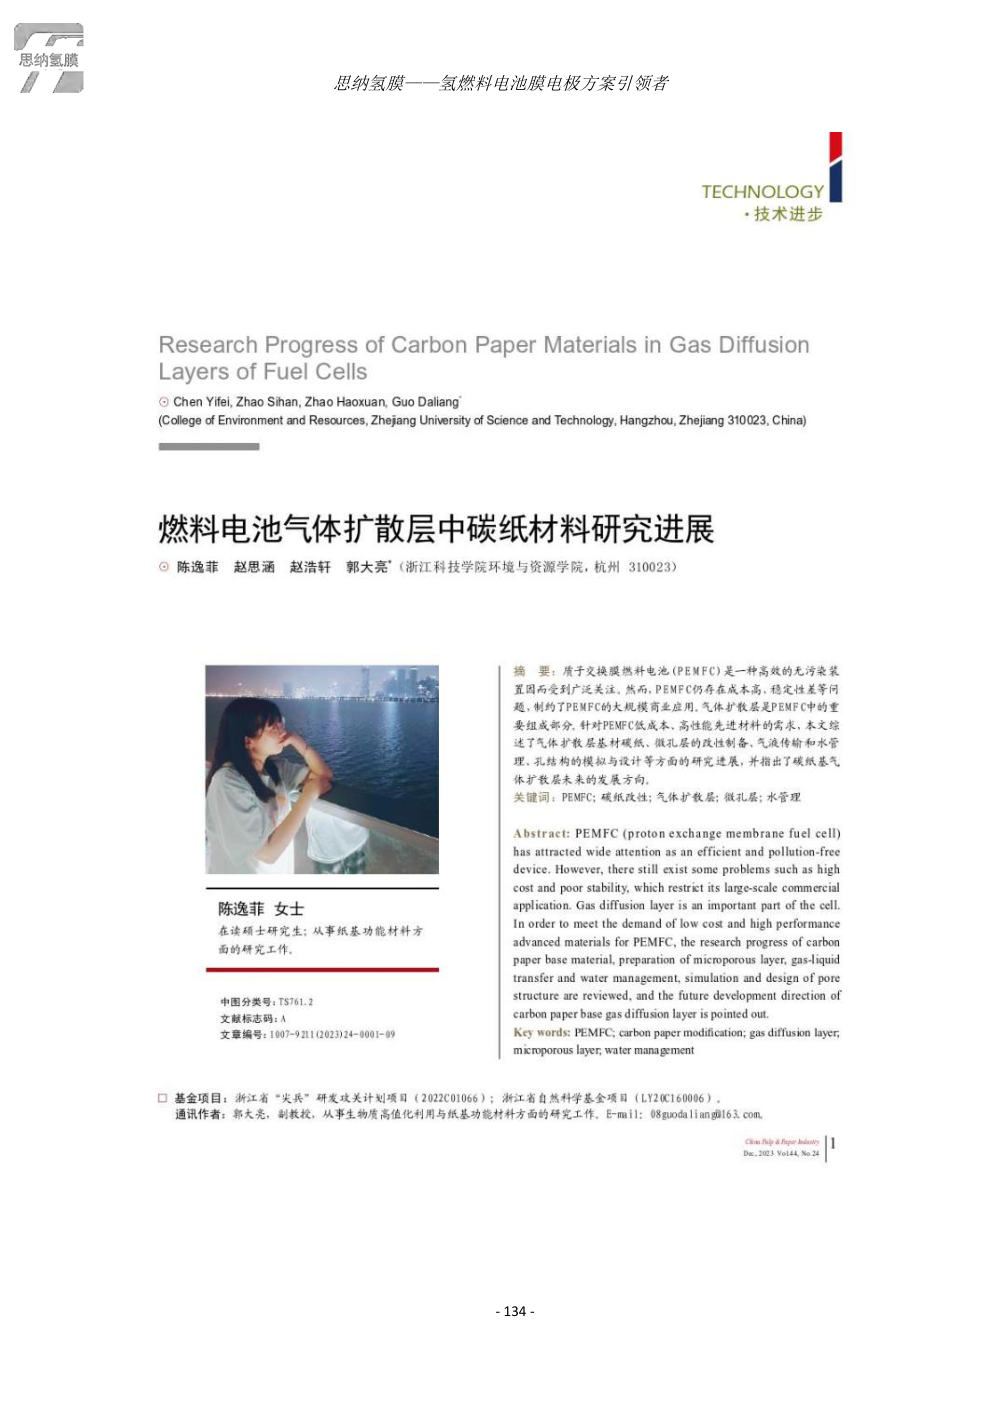 思纳氢膜
思纳氢膜——氢燃料电池膜电极方案引领者
TECHNOLOGY
·技术进步
Research Progress of Carbon Paper Materials in Gas Diffusion
Layers of Fuel Cells
⊙ Chen Yifei, Zhao Sihan, Zhao Haoxuan, Guo Daliang*
(College of Environment and Resources, Zhejiang University of Science and Technology, Hangzhou, Zhejiang 310023, China)
燃料电池气体扩散层中碳纸材料研究进展
⊙ 陈逸菲 赵思涵 赵浩轩 郭大亮*（浙江科技学院环境与资源学院，杭州 310023）
陈逸菲 女士
在读硕士研究生；从事纸基功能材料方
面的研究工作。
中图分类号：TS761.2
文献标志码：A
文章编号：1007-9211(2023)24-0001-09
摘 要：质子交换膜燃料电池（PEMFC）是一种高效的无污染装
置因而受到广泛关注。然而，PEMFC仍存在成本高、稳定性差等问
题，制约了PEMFC的大规模商业应用。气体扩散层是PEMFC中的重
要组成部分。针对PEMFC低成本、高性能先进材料的需求，本文综
述了气体扩散层基材碳纸、微孔层的改性制备、气液传输和水管
理、孔结构的模拟与设计等方面的研究进展，并指出了碳纸基气
体扩散层未来的发展方向。
关键词：PEMFC；碳纸改性；气体扩散层；微孔层；水管理
Abstract: PEMFC (proton exchange membrane fuel cell)
has attracted wide attention as an efficient and pollution-free
device. However, there still exist some problems such as high
cost and poor stability, which restrict its large-scale commercial
application. Gas diffusion layer is an important part of the cell.
In order to meet the demand of low cost and high performance
advanced materials for PEMFC, the research progress of carbon
paper base material, preparation of microporous layer, gas-liquid
transfer and water management, simulation and design of pore
structure are reviewed, and the future development direction of
carbon paper base gas diffusion layer is pointed out.
Key words: PEMFC; carbon paper modification; gas diffusion layer;
microporous layer; water management
□ 基金项目：浙江省“尖兵”研发攻关计划项目（2022C01066）；浙江省自然科学基金项目（LY20C160006）。
通讯作者：郭大亮，副教授，从事生物质高值化利用与纸基功能材料方面的研究工作。E-mail: 08guodaliang@163.com。
China Pulp & Paper Industry
Dec., 2023 Vol.44, No.24
1
- 134 -